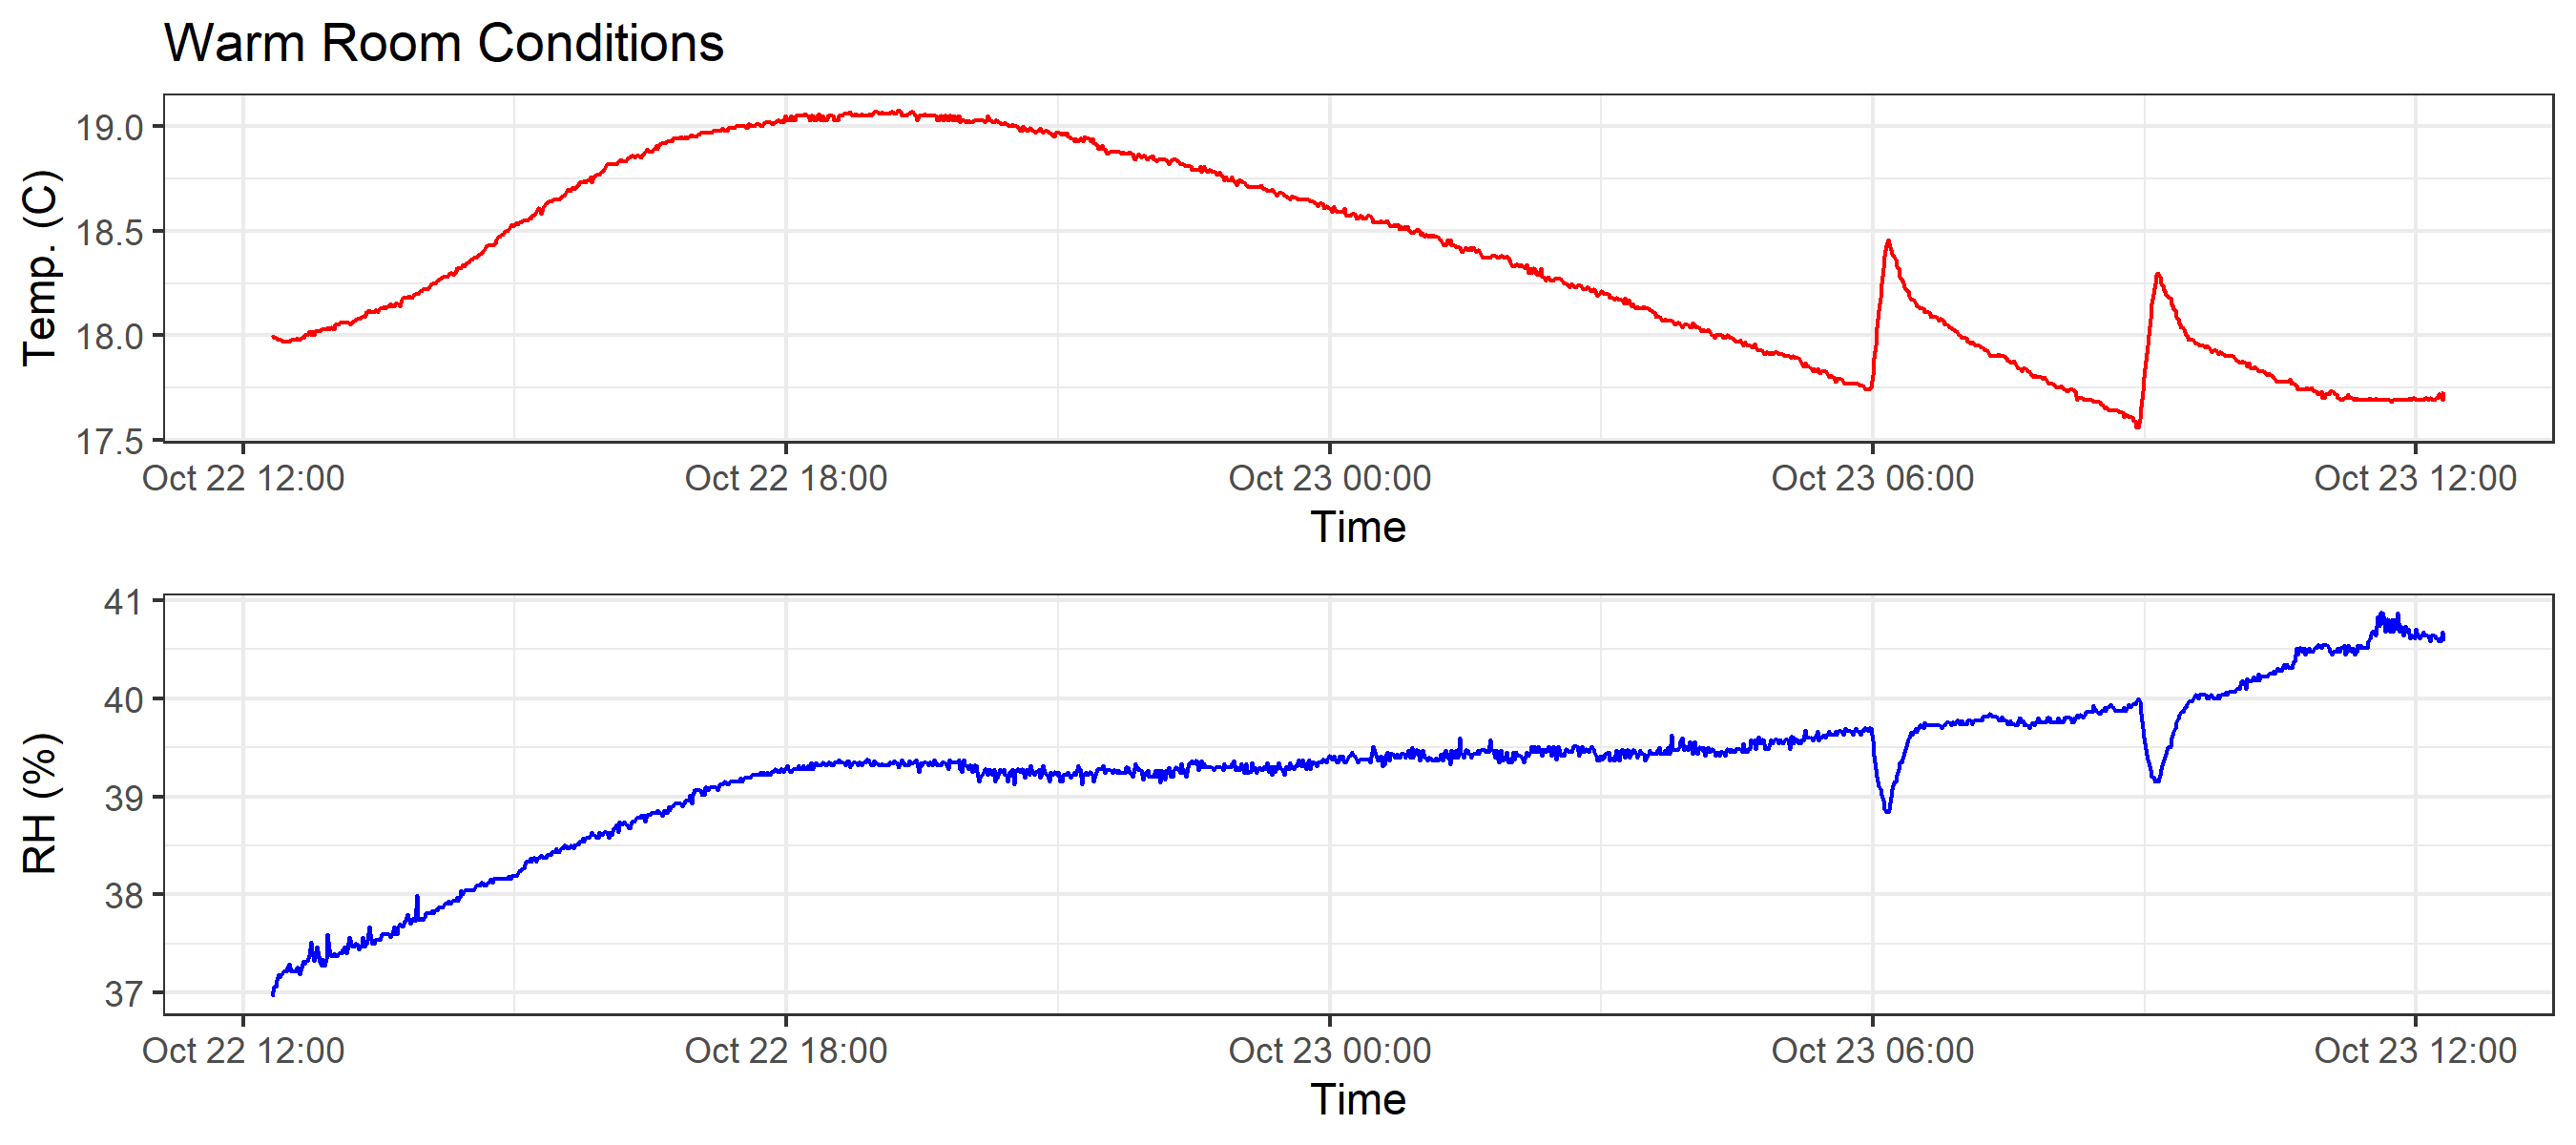 Warm Room Conditions
Temp. (C)
19.0
18.5
18.0
17.5
Oct 22 12:00 Oct 22 18:00 Oct 23 00:00 Oct 23 06:00 Oct 23 12:00
Time
RH (%)
41
40
39
38
37
Oct 22 12:00 Oct 22 18:00 Oct 23 00:00 Oct 23 06:00 Oct 23 12:00
Time